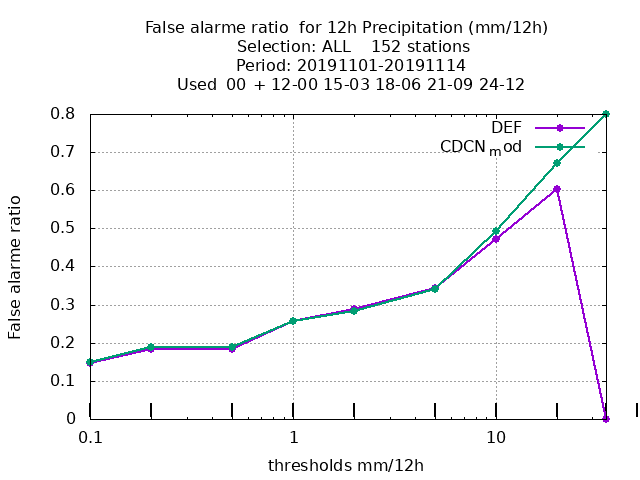 False alarme ratio  for 12h Precipitation (mm/12h)
Selection: ALL    152 stations
Period: 20191101-20191114
Used  00  + 12-00 15-03 18-06 21-09 24-12
0.8
DEF
CDCN_mod
0.7
0.6
0.5
0.4
0.3
0.2
0.1
0
False alarme ratio
0.1 1 10
thresholds mm/12h